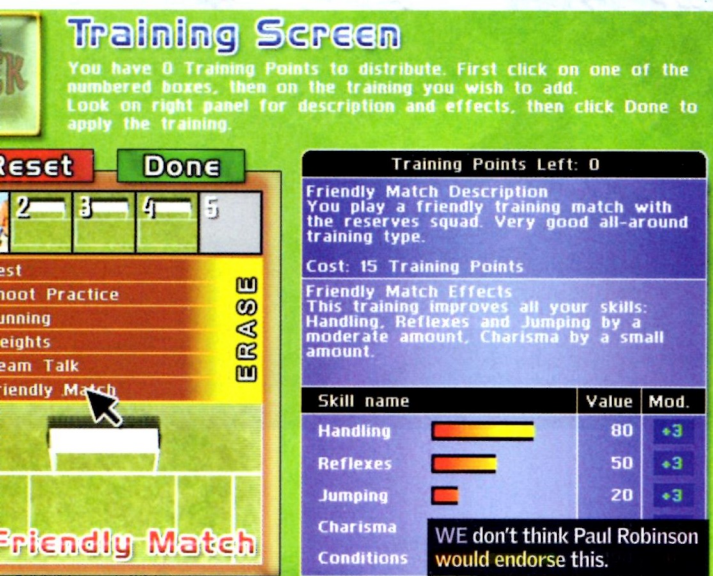 Training Screen
You have 0 Training Points to distribute. First click on one of the
numbered boxes, then on the training you wish to add.
Look on right panel for description and effects, then click Done to
apply the training.
Reset
Done
2
3
4
5
est
hoot Practice
unning
eights
eam Talk
riendly Match
ERASE
Friendly Match
Training Points Left: 0
Friendly Match Description
You play a friendly training match with
the reserves squad. Very good all-around
training type.
Cost: 15 Training Points
Friendly Match Effects
This training improves all your skills:
Handling, Reflexes and Jumping by a
moderate amount, Charisma by a small
amount.
Skill name Value Mod.
Handling 80 +3
Reflexes 50 +3
Jumping 20 +3
Charisma
Conditions
WE don't think Paul Robinson
would endorse this.